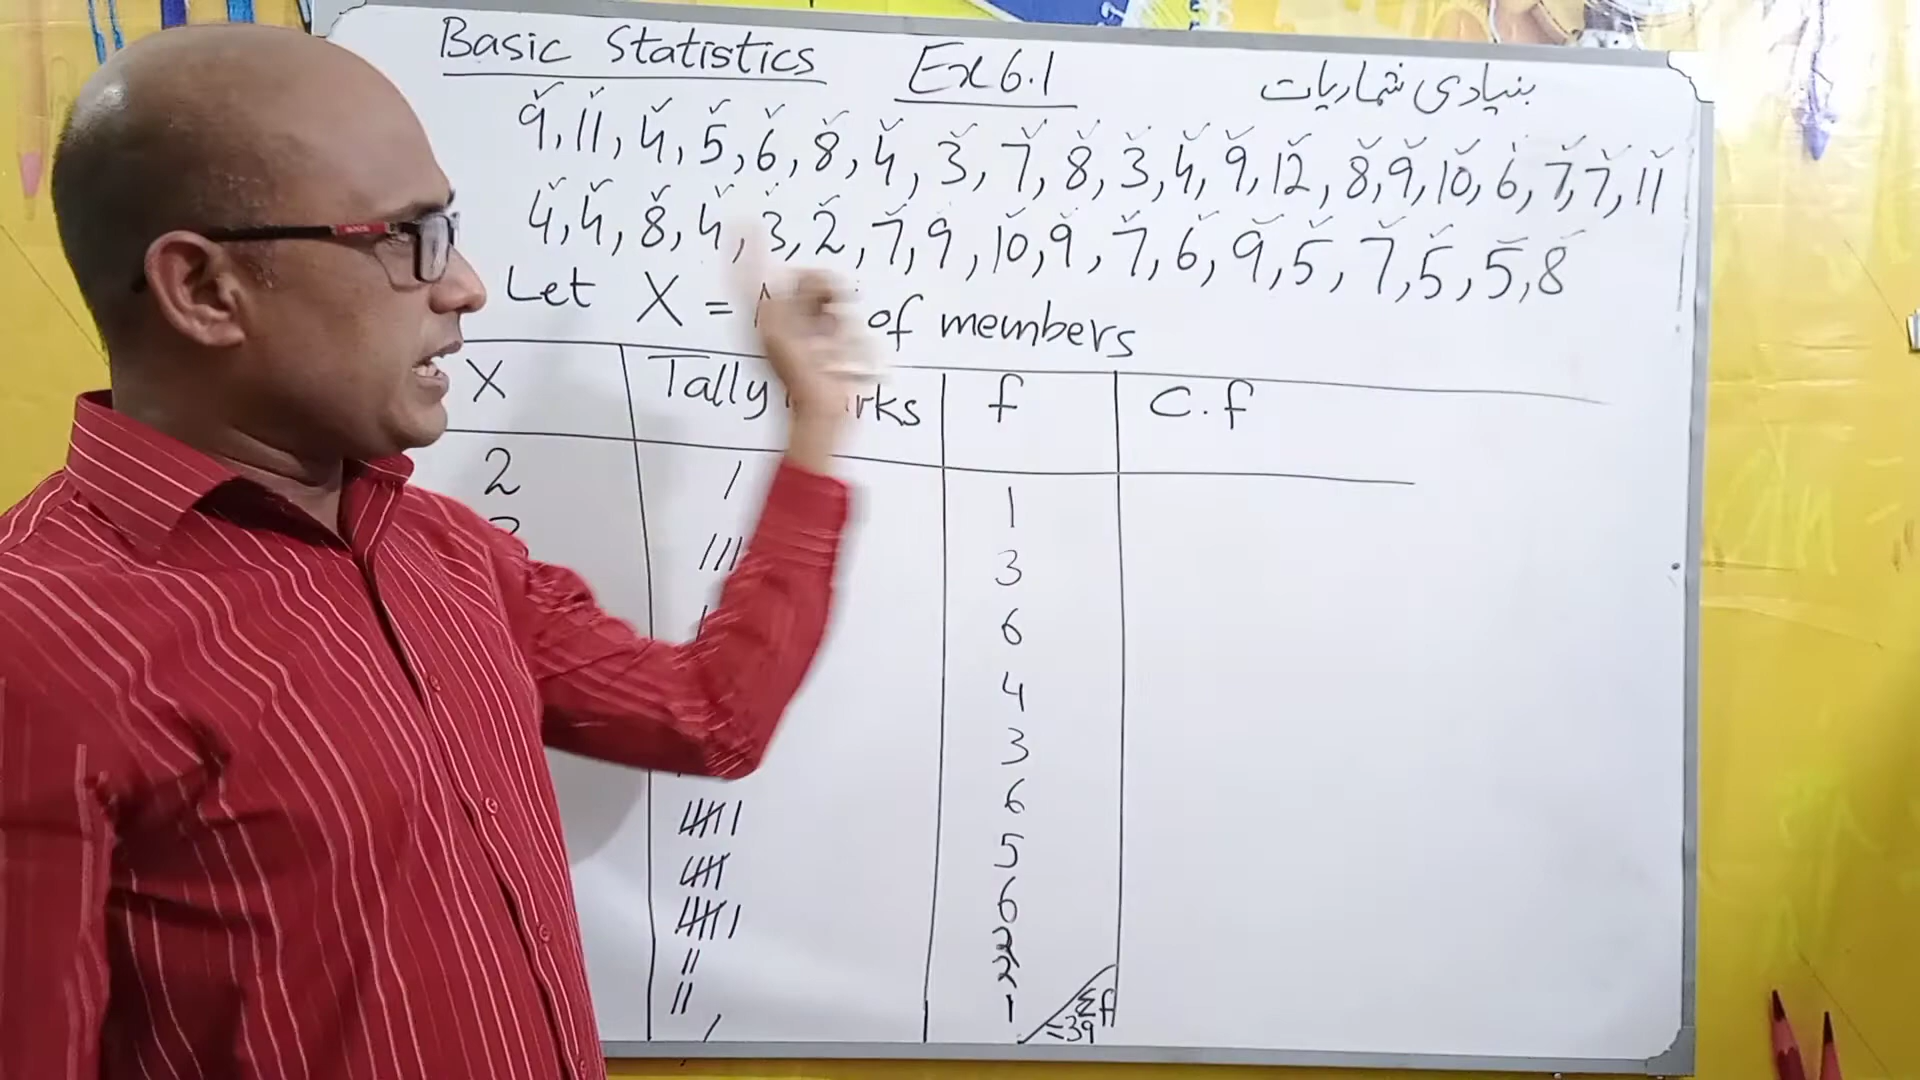 Basic Statistics Ex 6.1 بنیادی شماریات
9, 11, 4, 5, 6, 8, 4, 3, 7, 8, 3, 4, 9, 12, 8, 9, 10, 6, 7, 7, 11
4, 4, 8, 4, 3, 2, 7, 9, 10, 9, 7, 6, 9, 5, 7, 5, 5, 8
Let X = of members
X Tally f C.f
2 / 1
/// 3
6
4
3
~~////~~ / 6
~~////~~ 5
~~////~~ / 6
// 2
// 2
/ 1
Σf
=39